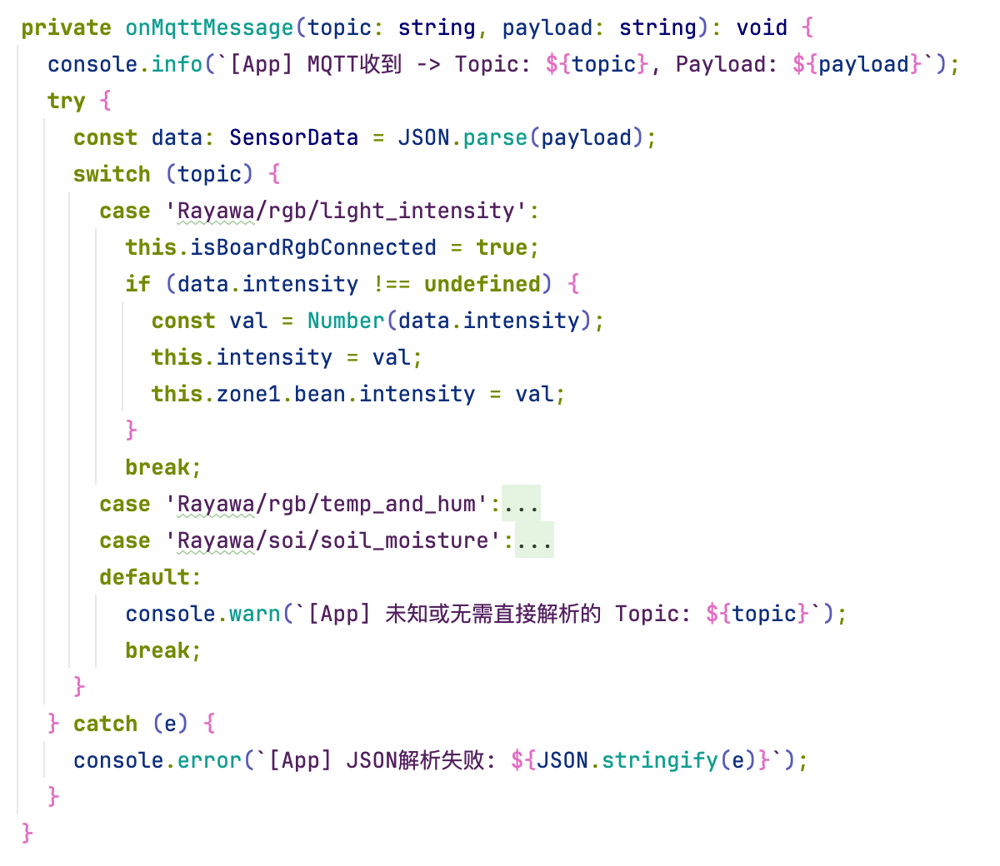 private onMqttMessage(topic: string, payload: string): void {
console.info(`[App] MQTT收到 -> Topic: ${topic}, Payload: ${payload}`);
try {
const data: SensorData = JSON.parse(payload);
switch (topic) {
case 'Rayawa/rgb/light_intensity':
this.isBoardRgbConnected = true;
if (data.intensity !== undefined) {
const val = Number(data.intensity);
this.intensity = val;
this.zone1.bean.intensity = val;
}
break;
case 'Rayawa/rgb/temp_and_hum':...
case 'Rayawa/soi/soil_moisture':...
default:
console.warn(`[App] 未知或无需直接解析的 Topic: ${topic}`);
break;
}
} catch (e) {
console.error(`[App] JSON解析失败: ${JSON.stringify(e)}`);
}
}